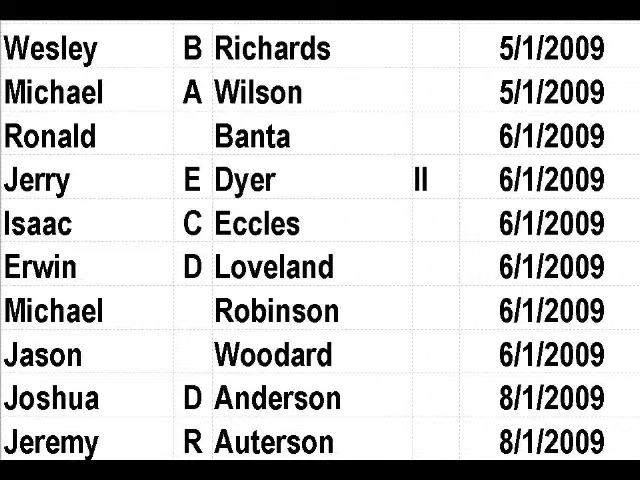 Wesley B Richards 5/1/2009
Michael A Wilson 5/1/2009
Ronald Banta 6/1/2009
Jerry E Dyer II 6/1/2009
Isaac C Eccles 6/1/2009
Erwin D Loveland 6/1/2009
Michael Robinson 6/1/2009
Jason Woodard 6/1/2009
Joshua D Anderson 8/1/2009
Jeremy R Auterson 8/1/2009